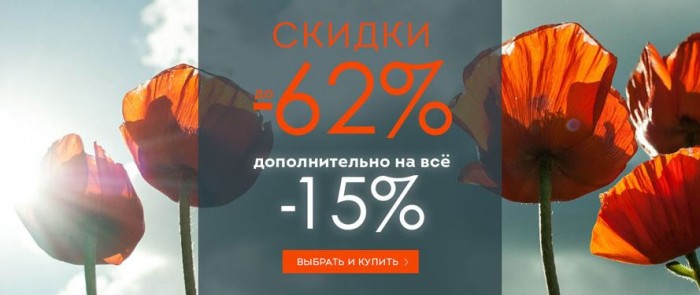 СКИДКИ
ДО
-62%
дополнительно на всё
-15%
ВЫБРАТЬ И КУПИТЬ >